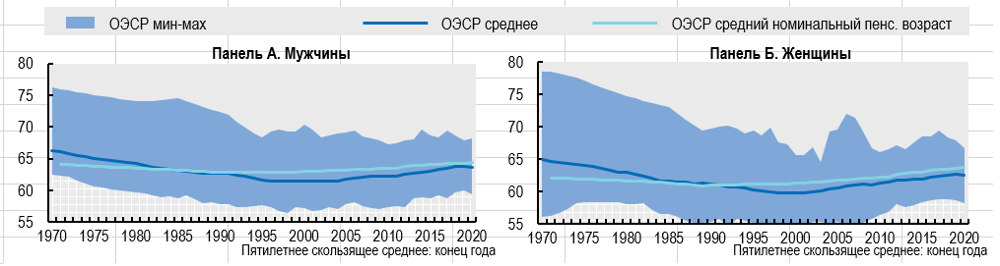 ОЭСР мин-мах ОЭСР среднее ОЭСР средний номинальный пенс. возраст
Панель А. Мужчины
80
75
70
65
60
55
1970 1975 1980 1985 1990 1995 2000 2005 2010 2015 2020
Пятилетнее скользящее среднее: конец года
Панель Б. Женщины
80
75
70
65
60
55
1970 1975 1980 1985 1990 1995 2000 2005 2010 2015 2020
Пятилетнее скользящее среднее: конец года